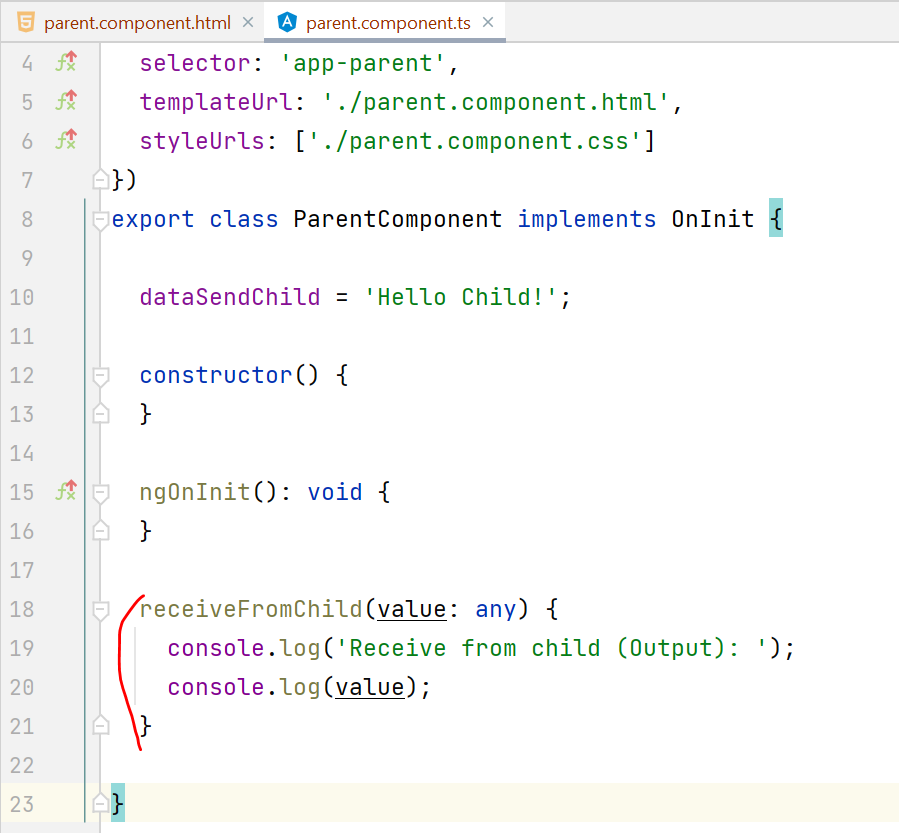 parent.component.html
parent.component.ts
4 selector: 'app-parent',
5 templateUrl: './parent.component.html',
6 styleUrls: ['./parent.component.css']
7 })
8 export class ParentComponent implements OnInit {
9
10 dataSendChild = 'Hello Child!';
11
12 constructor() {
13 }
14
15 ngOnInit(): void {
16 }
17
18 receiveFromChild(value: any) {
19 console.log('Receive from child (Output): ');
20 console.log(value);
21 }
22
23 }